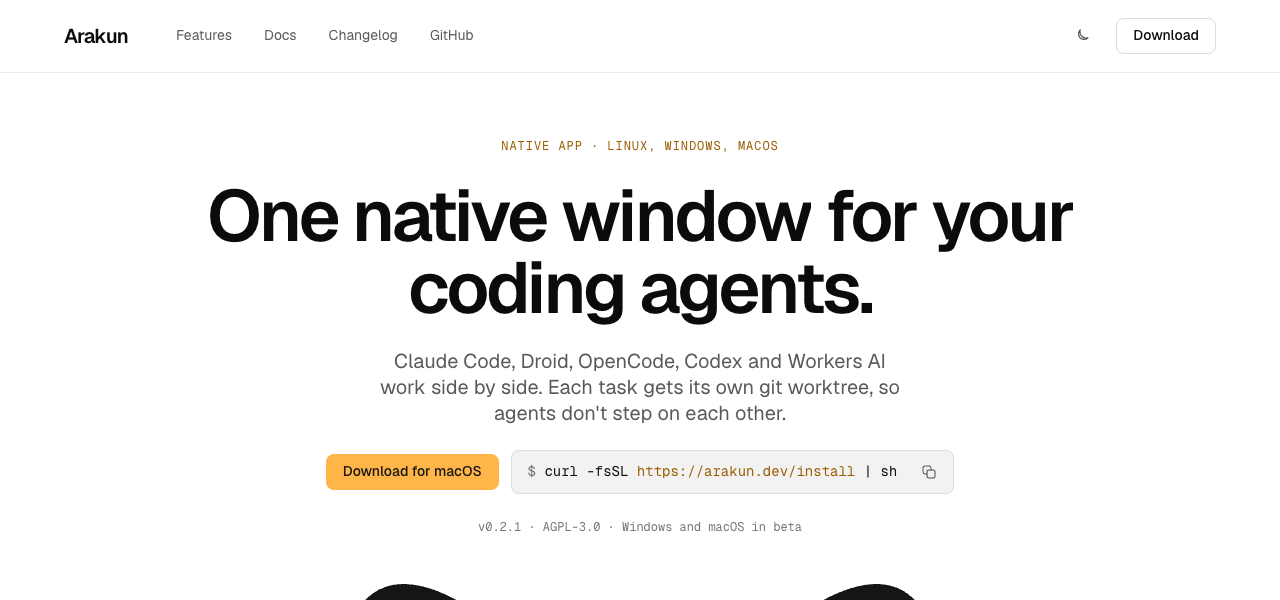 Arakun
Features
Docs
Changelog
GitHub
Download
NATIVE APP · LINUX, WINDOWS, MACOS
One native window for your
coding agents.
Claude Code, Droid, OpenCode, Codex and Workers AI
work side by side. Each task gets its own git worktree, so
agents don't step on each other.
Download for macOS
$ curl -fsSL https://arakun.dev/install | sh
v0.2.1 · AGPL-3.0 · Windows and macOS in beta